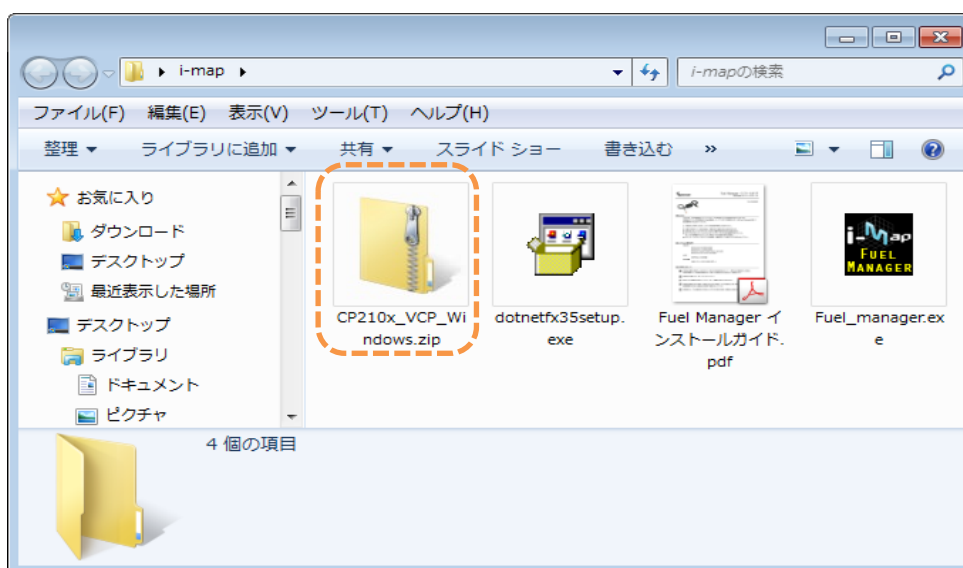 i-map
i-mapの検索
ファイル(F) 編集(E) 表示(V) ツール(T) ヘルプ(H)
整理 ライブラリに追加 共有 スライド ショー 書き込む »
お気に入り
ダウンロード
デスクトップ
最近表示した場所
デスクトップ
ライブラリ
ドキュメント
ピクチャ
CP210x_VCP_Wi
ndows.zip
dotnetfx35setup.
exe
Fuel Manager イ
ンストールガイド.
pdf
i-Map
FUEL
MANAGER
Fuel_manager.ex
e
4 個の項目